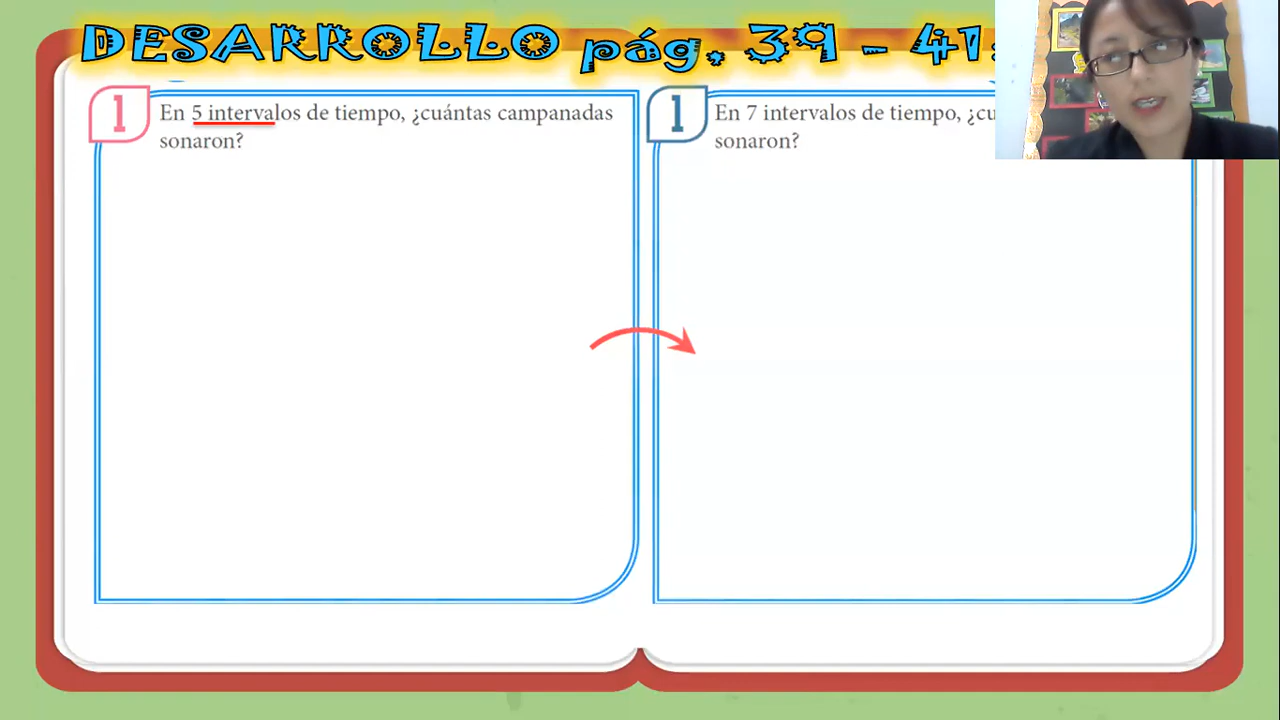 DESARROLLO pág. 39 - 41
1
En 5 intervalos de tiempo, ¿cuántas campanadas
sonaron?
1
En 7 intervalos de tiempo,
sonaron?